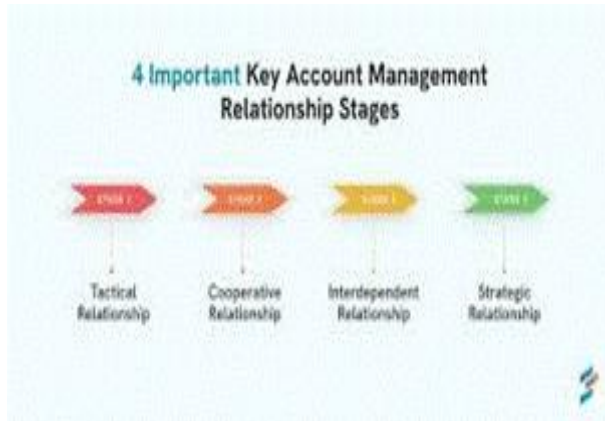 4 Important Key Account Management
Relationship Stages
Tactical
Relationship
Cooperative
Relationship
Interdependent
Relationship
Strategic
Relationship